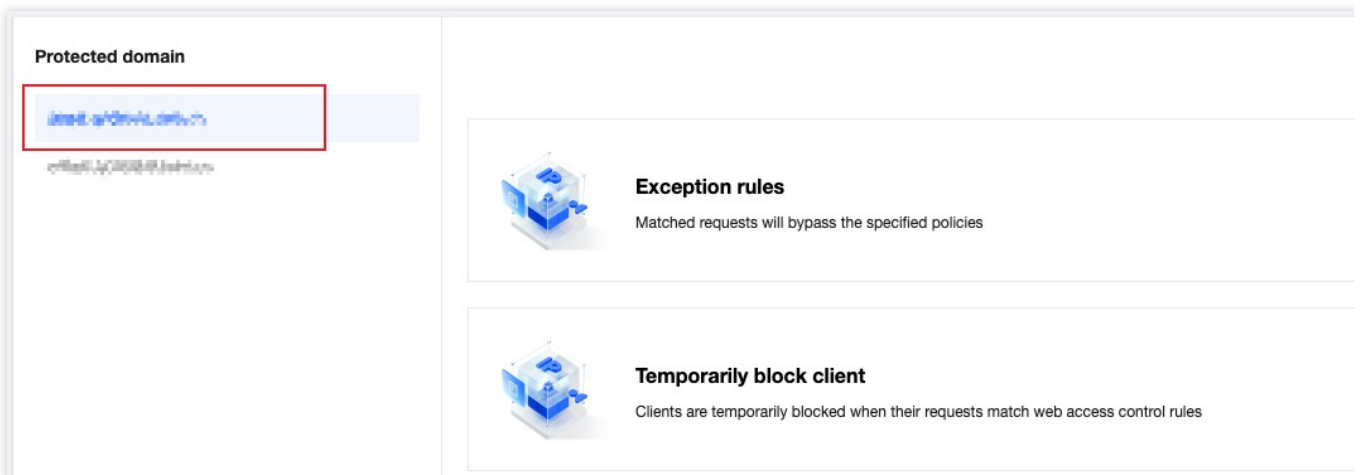 Protected domain
Exception rules
Matched requests will bypass the specified policies
Temporarily block client
Clients are temporarily blocked when their requests match web access control rules